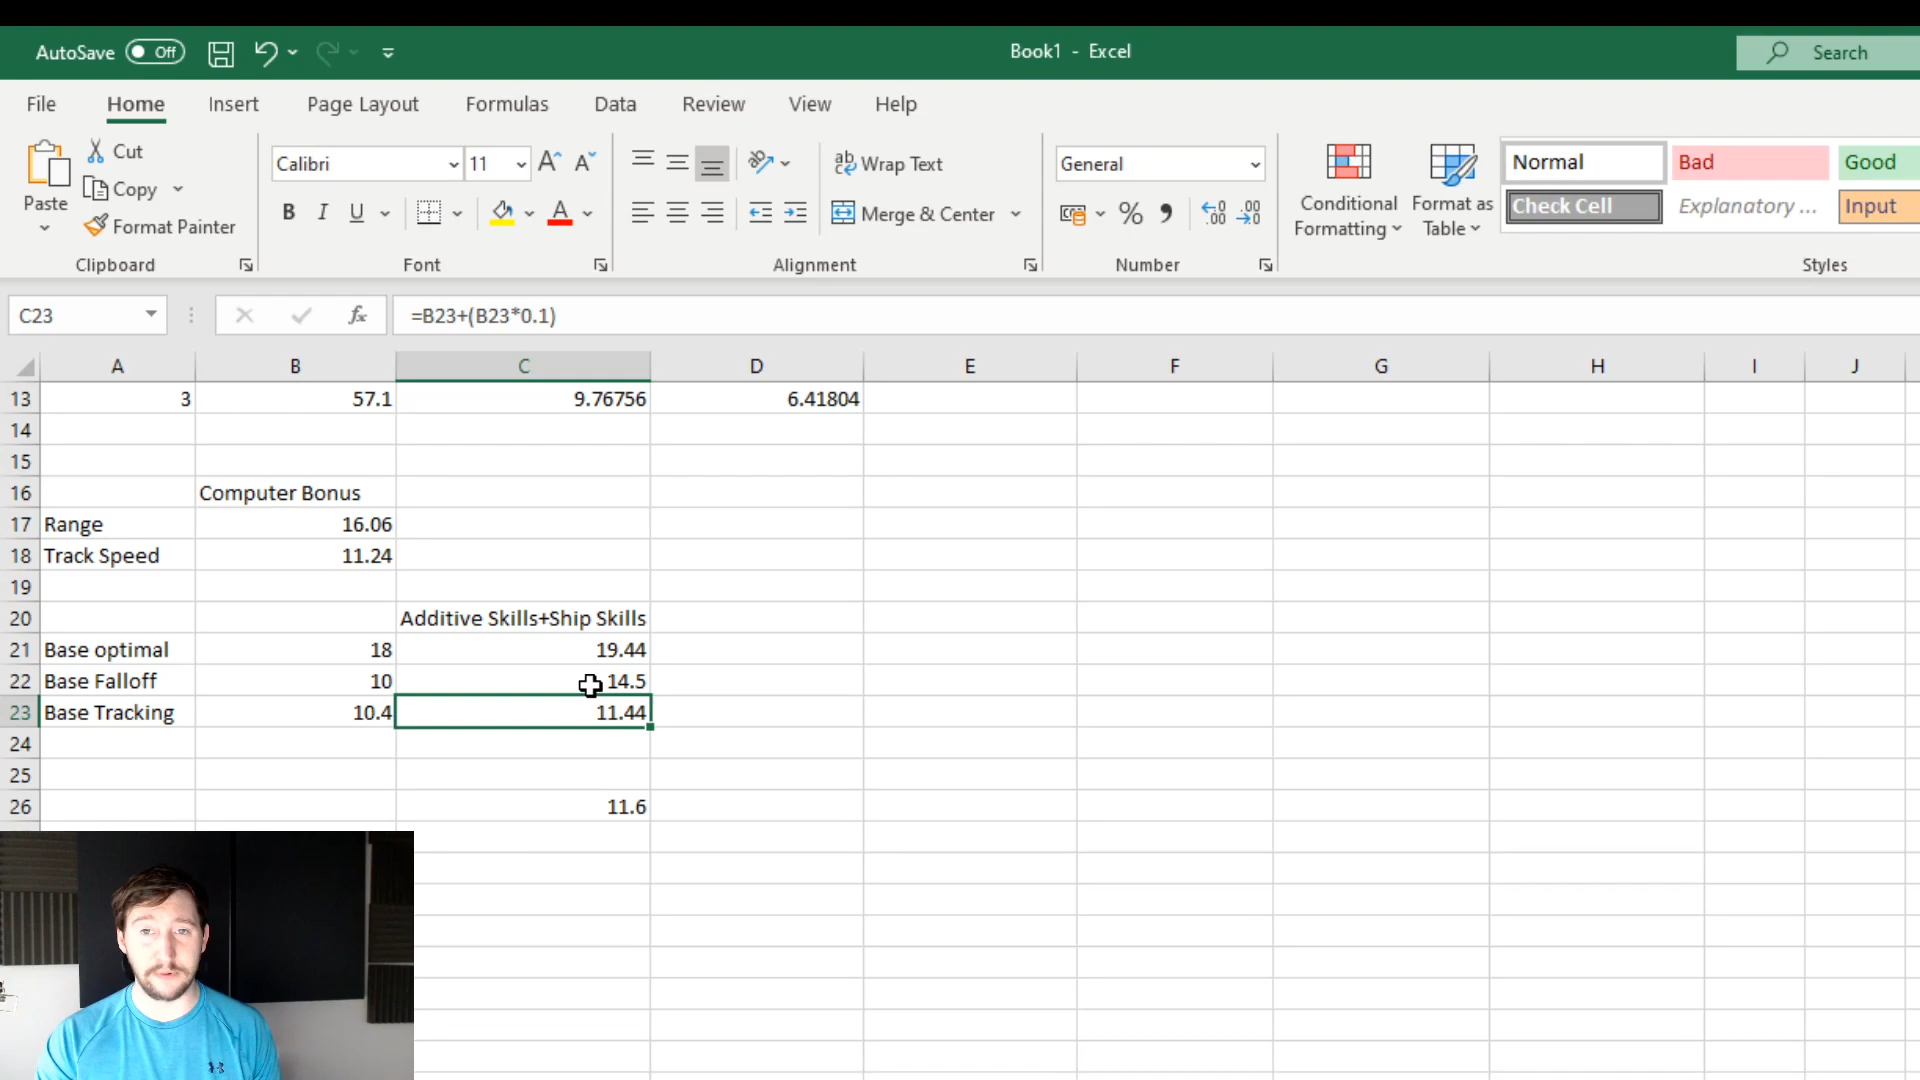 AutoSave Off Book1 - Excel Search
File Home Insert Page Layout Formulas Data Review View Help
Paste Cut Copy Format Painter Clipboard
Calibri 11 B I U Font
Wrap Text Merge & Center Alignment
General % Number
Conditional Formatting Format as Table
Normal Bad Good
Check Cell Explanatory ... Input
Styles
C23 fx =B23+(B23*0.1)
A B C D E F G H I J
13 3 57.1 9.76756 6.41804
14
15
16 Computer Bonus
17 Range 16.06
18 Track Speed 11.24
19
20 Additive Skills+Ship Skills
21 Base optimal 18 19.44
22 Base Falloff 10 14.5
23 Base Tracking 10.4 11.44
24
25
26 11.6